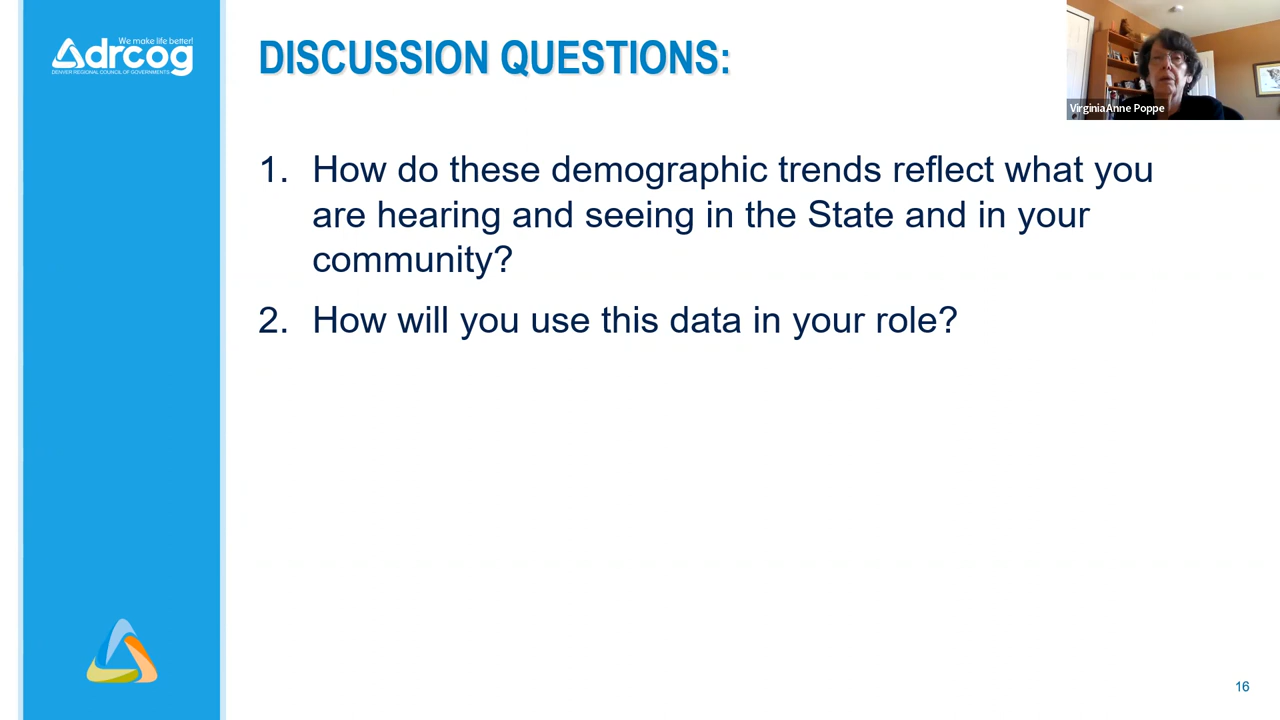 We make life better!
drcog
DENVER REGIONAL COUNCIL OF GOVERNMENTS
DISCUSSION QUESTIONS:
Virginia Anne Poppe
1. How do these demographic trends reflect what you
are hearing and seeing in the State and in your
community?
2. How will you use this data in your role?
16